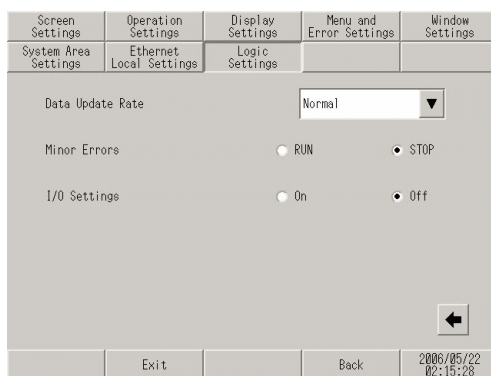 Screen Settings
Operation Settings
Display Settings
Menu and Error Settings
Window Settings
System Area Settings
Ethernet Local Settings
Logic Settings
Data Update Rate
Normal
Minor Errors
RUN
STOP
I/O Settings
On
Off
Exit
Back
2006/05/22
02:15:28